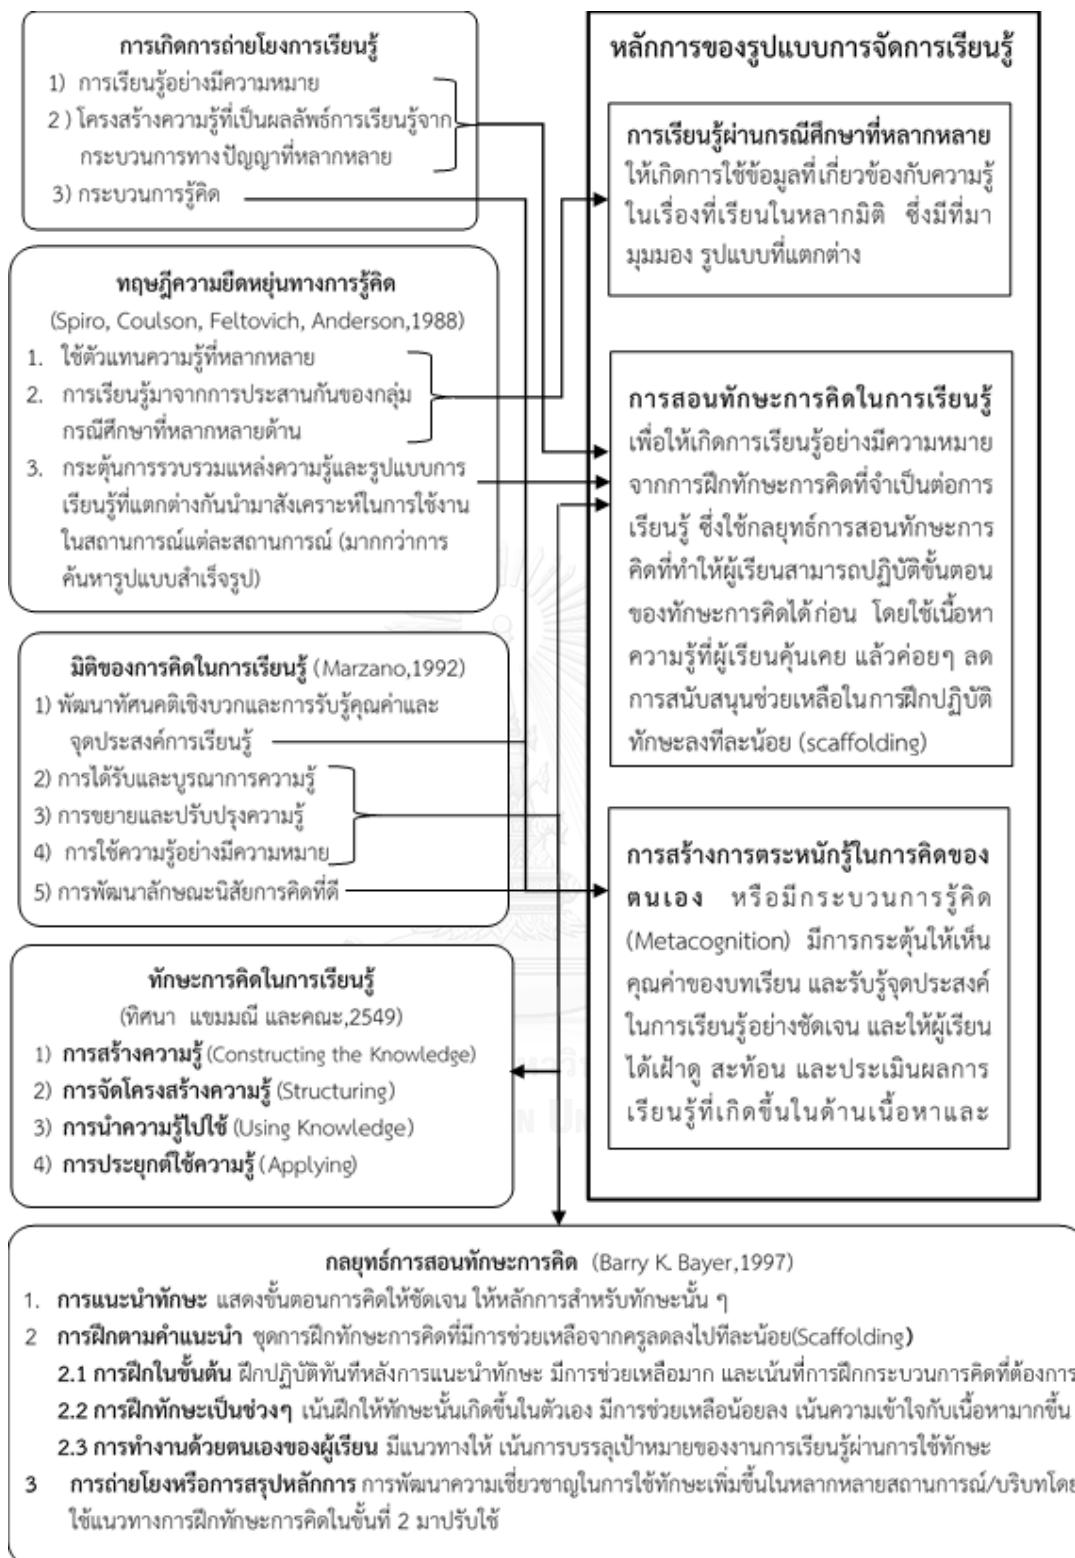 การเกิดการถ่ายโยงการเรียนรู้
1) การเรียนรู้อย่างมีความหมาย
2 ) โครงสร้างความรู้ที่เป็นผลลัพธ์การเรียนรู้จาก
กระบวนการทางปัญญาที่หลากหลาย
3) กระบวนการรู้คิด
ทฤษฎีความยืดหยุ่นทางการรู้คิด
(Spiro, Coulson, Feltovich, Anderson,1988)
1. ใช้ตัวแทนความรู้ที่หลากหลาย
2. การเรียนรู้มาจากการประสานกันของกลุ่ม
กรณีศึกษาที่หลากหลายด้าน
3. กระตุ้นการรวบรวมแหล่งความรู้และรูปแบบการ
เรียนรู้ที่แตกต่างกันนำมาสังเคราะห์ในการใช้งาน
ในสถานการณ์แต่ละสถานการณ์ (มากกว่าการ
ค้นหารูปแบบสำเร็จรูป)
มิติของการคิดในการเรียนรู้ (Marzano,1992)
1) พัฒนาทัศนคติเชิงบวกและการรับรู้คุณค่าและ
จุดประสงค์การเรียนรู้
2) การได้รับและบูรณาการความรู้
3) การขยายและปรับปรุงความรู้
4) การใช้ความรู้อย่างมีความหมาย
5) การพัฒนาลักษณะนิสัยการคิดที่ดี
ทักษะการคิดในการเรียนรู้
(ทิศนา แขมมณี และคณะ,2549)
1) การสร้างความรู้ (Constructing the Knowledge)
2) การจัดโครงสร้างความรู้ (Structuring)
3) การนำความรู้ไปใช้ (Using Knowledge)
4) การประยุกต์ใช้ความรู้ (Applying)
หลักการของรูปแบบการจัดการเรียนรู้
การเรียนรู้ผ่านกรณีศึกษาที่หลากหลาย
ให้เกิดการใช้ข้อมูลที่เกี่ยวข้องกับความรู้
ในเรื่องที่เรียนในหลากมิติ ซึ่งมีที่มา
มุมมอง รูปแบบที่แตกต่าง
การสอนทักษะการคิดในการเรียนรู้
เพื่อให้เกิดการเรียนรู้อย่างมีความหมาย
จากการฝึกทักษะการคิดที่จำเป็นต่อการ
เรียนรู้ ซึ่งใช้กลยุทธ์การสอนทักษะการ
คิดที่ทำให้ผู้เรียนสามารถปฏิบัติขั้นตอน
ของทักษะการคิดได้ก่อน โดยใช้เนื้อหา
ความรู้ที่ผู้เรียนคุ้นเคย แล้วค่อยๆ ลด
การสนับสนุนช่วยเหลือในการฝึกปฏิบัติ
ทักษะลงทีละน้อย (scaffolding)
การสร้างการตระหนักรู้ในการคิดของ
ตนเอง หรือมีกระบวนการรู้คิด
(Metacognition) มีการกระตุ้นให้เห็น
คุณค่าของบทเรียน และรับรู้จุดประสงค์
ในการเรียนรู้อย่างชัดเจน และให้ผู้เรียน
ได้เฝ้าดู สะท้อน และประเมินผลการ
เรียนรู้ที่เกิดขึ้นในด้านเนื้อหาและ
กลยุทธ์การสอนทักษะการคิด (Barry K. Bayer,1997)
1. การแนะนำทักษะ แสดงขั้นตอนการคิดให้ชัดเจน ให้หลักการสำหรับทักษะนั้น ๆ
2 การฝึกตามคำแนะนำ ชุดการฝึกทักษะการคิดที่มีการช่วยเหลือจากครูลดลงไปทีละน้อย(Scaffolding)
2.1 การฝึกในขั้นต้น ฝึกปฏิบัติทันทีหลังการแนะนำทักษะ มีการช่วยเหลือมาก และเน้นที่การฝึกกระบวนการคิดที่ต้องการ
2.2 การฝึกทักษะเป็นช่วงๆ เน้นฝึกให้ทักษะนั้นเกิดขึ้นในตัวเอง มีการช่วยเหลือน้อยลง เน้นความเข้าใจกับเนื้อหามากขึ้น
2.3 การทำงานด้วยตนเองของผู้เรียน มีแนวทางให้ เน้นการบรรลุเป้าหมายของงานการเรียนรู้ผ่านการใช้ทักษะ
3 การถ่ายโยงหรือการสรุปหลักการ การพัฒนาความเชี่ยวชาญในการใช้ทักษะเพิ่มขึ้นในหลากหลายสถานการณ์/บริบทโดย
ใช้แนวทางการฝึกทักษะการคิดในขั้นที่ 2 มาปรับใช้